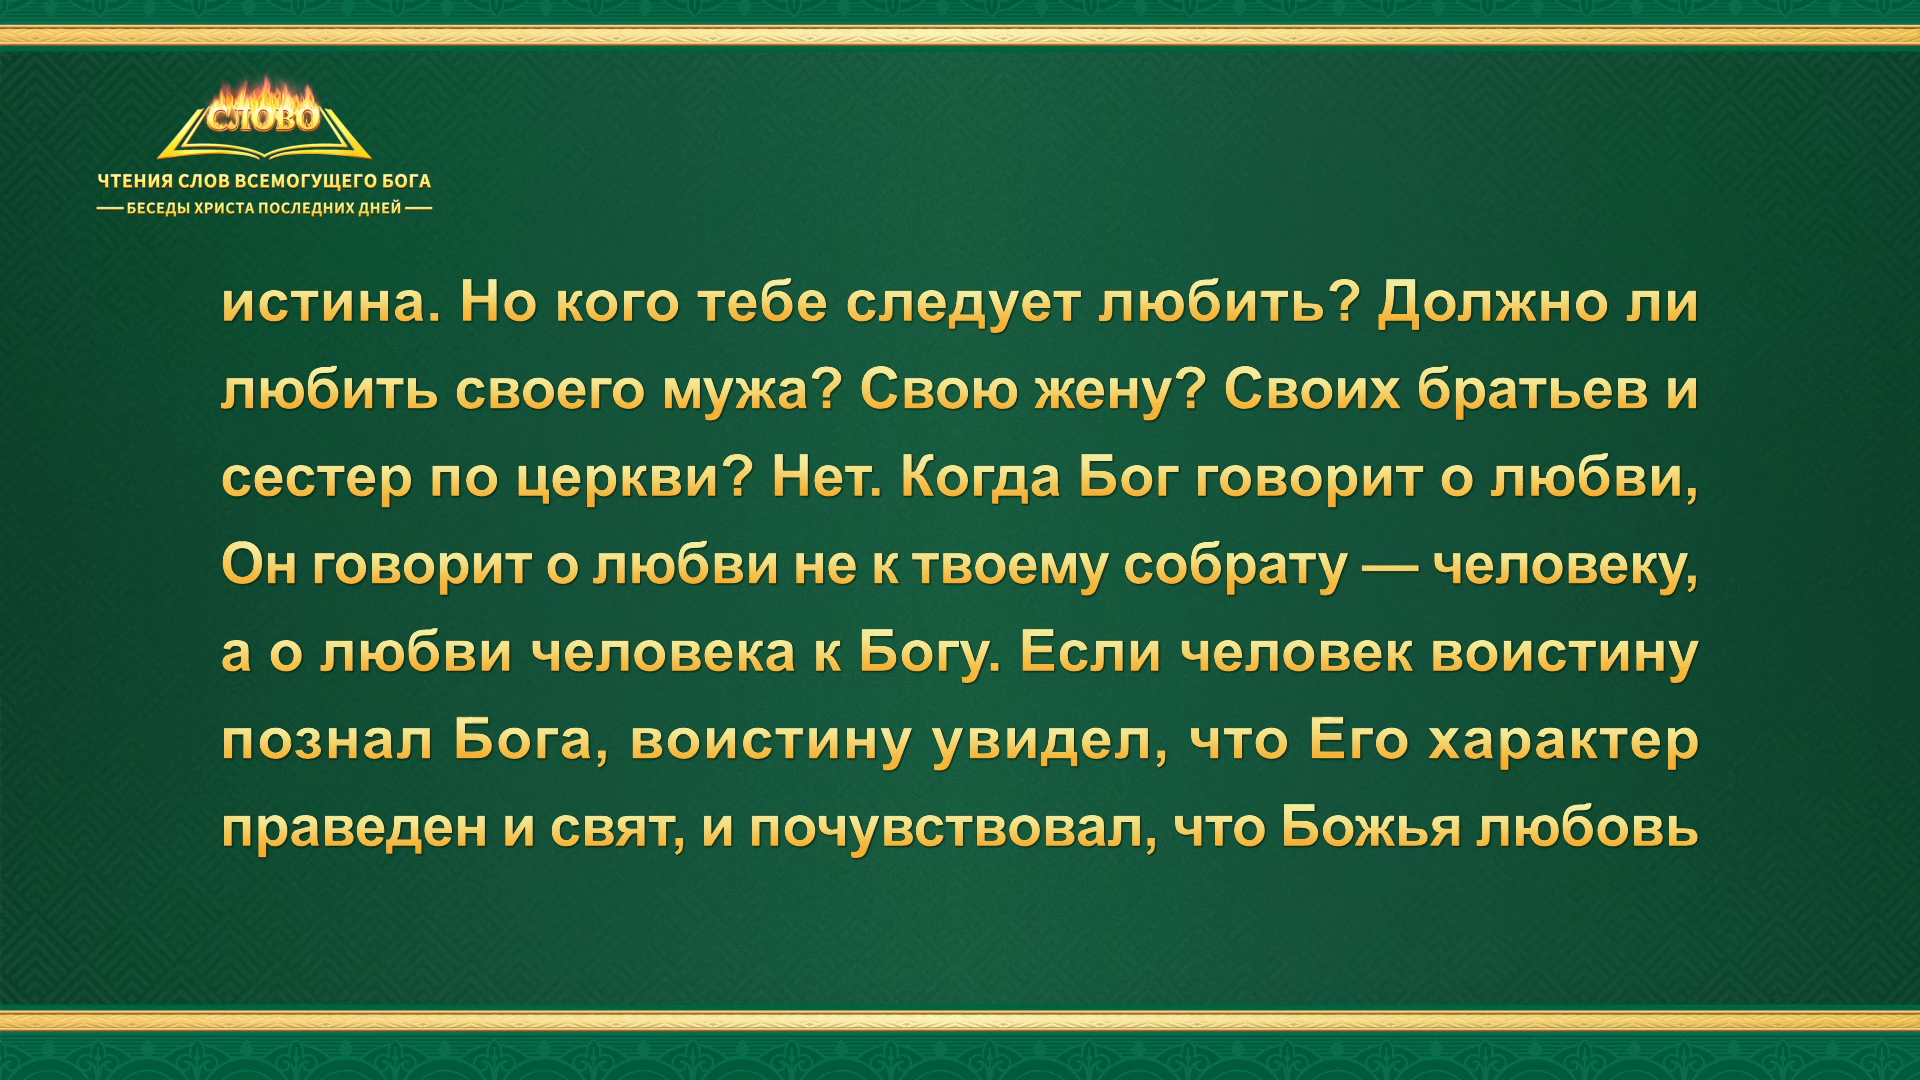 СЛОВО
ЧТЕНИЯ СЛОВ ВСЕМОГУЩЕГО БОГА
БЕСЕДЫ ХРИСТА ПОСЛЕДНИХ ДНЕЙ
истина. Но кого тебе следует любить? Должно ли
любить своего мужа? Свою жену? Своих братьев и
сестер по церкви? Нет. Когда Бог говорит о любви,
Он говорит о любви не к твоему собрату — человеку,
а о любви человека к Богу. Если человек воистину
познал Бога, воистину увидел, что Его характер
праведен и свят, и почувствовал, что Божья любовь